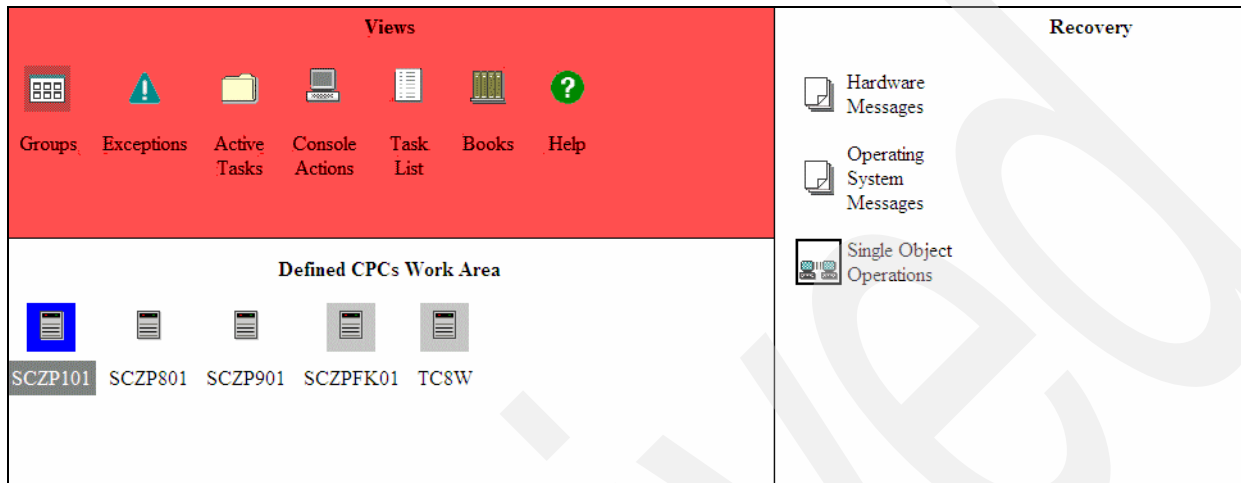 Views
Groups
Exceptions
Active
Tasks
Console
Actions
Task
List
Books
Help
Defined CPCs Work Area
SCZP101
SCZP801
SCZP901
SCZPFK01
TC8W
Recovery
Hardware
Messages
Operating
System
Messages
Single Object
Operations